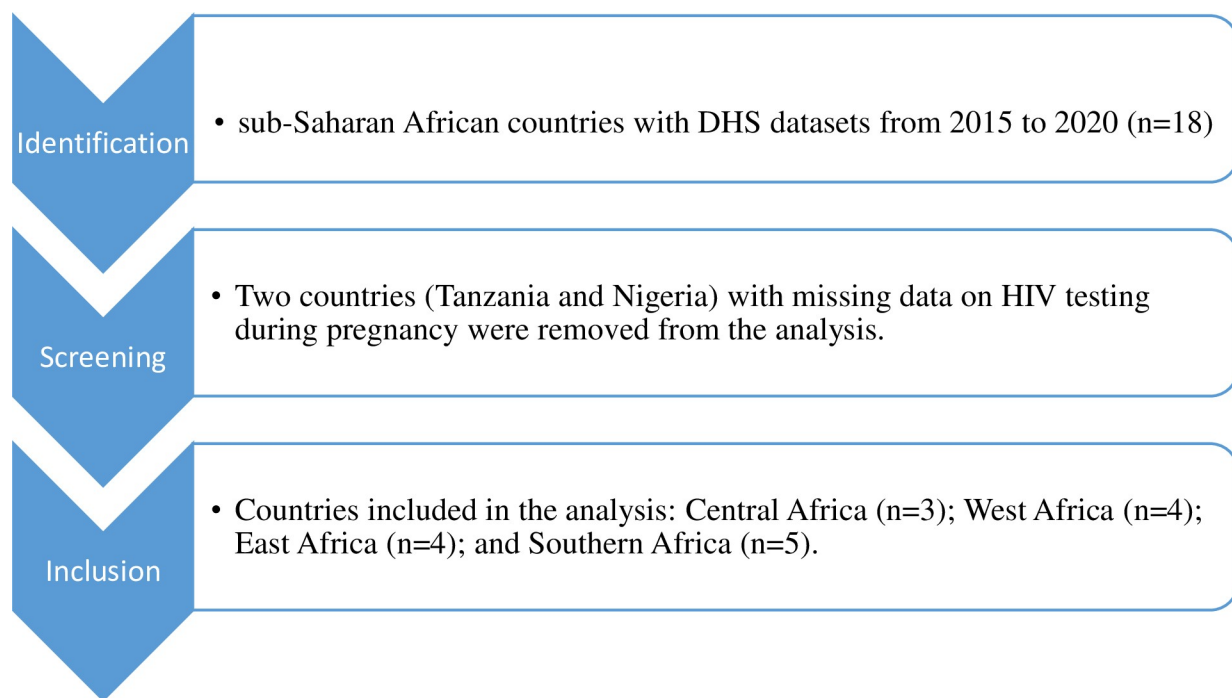 Identification
• sub-Saharan African countries with DHS datasets from 2015 to 2020 (n=18)
Screening
• Two countries (Tanzania and Nigeria) with missing data on HIV testing
during pregnancy were removed from the analysis.
Inclusion
• Countries included in the analysis: Central Africa (n=3); West Africa (n=4);
East Africa (n=4); and Southern Africa (n=5).